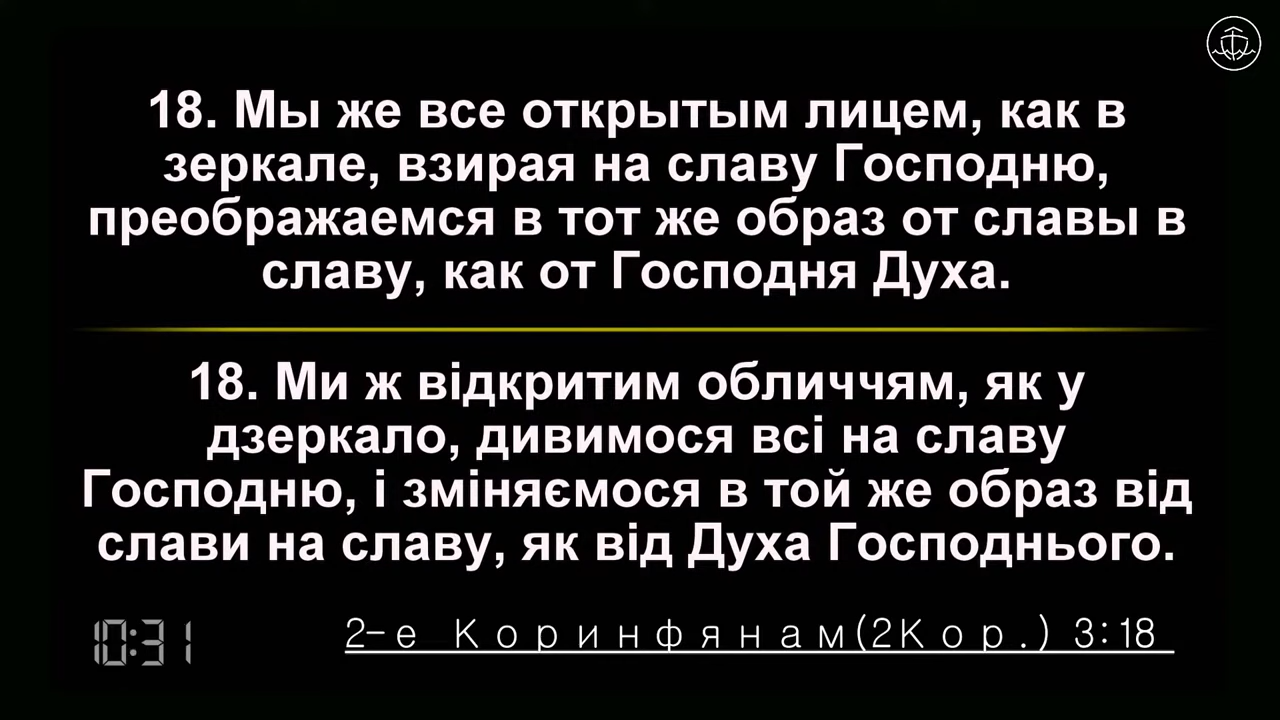 18. Мы же все открытым лицем, как в
зеркале, взирая на славу Господню,
преображаемся в тот же образ от славы в
славу, как от Господня Духа.
18. Ми ж відкритим обличчям, як у
дзеркало, дивимося всі на славу
Господню, і зміняємося в той же образ від
слави на славу, як від Духа Господнього.
10:31
2-е Коринфянам(2Кор.) 3:18